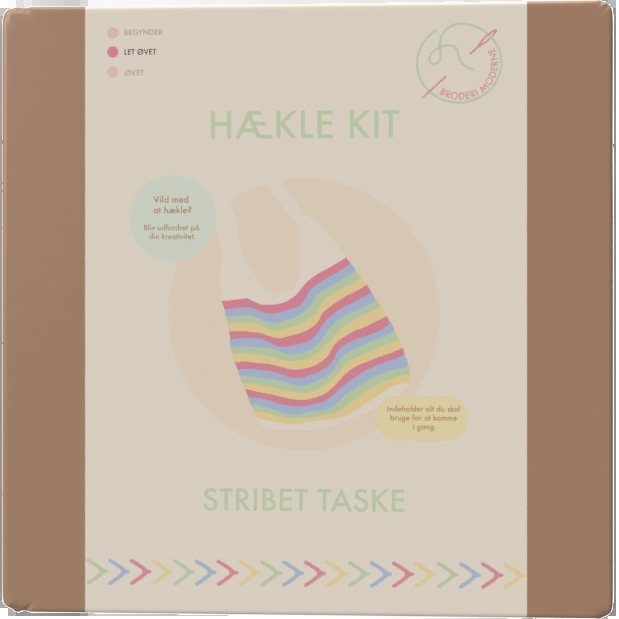 BEGYNDER
LET ØVET
ØVET
BRODERI MODERNE
HÆKLE KIT
Vild med
at hækle?
Bliv udfordret på
din kreativitet.
Indeholder alt du skal
bruge for at komme
i gang.
STRIBET TASKE